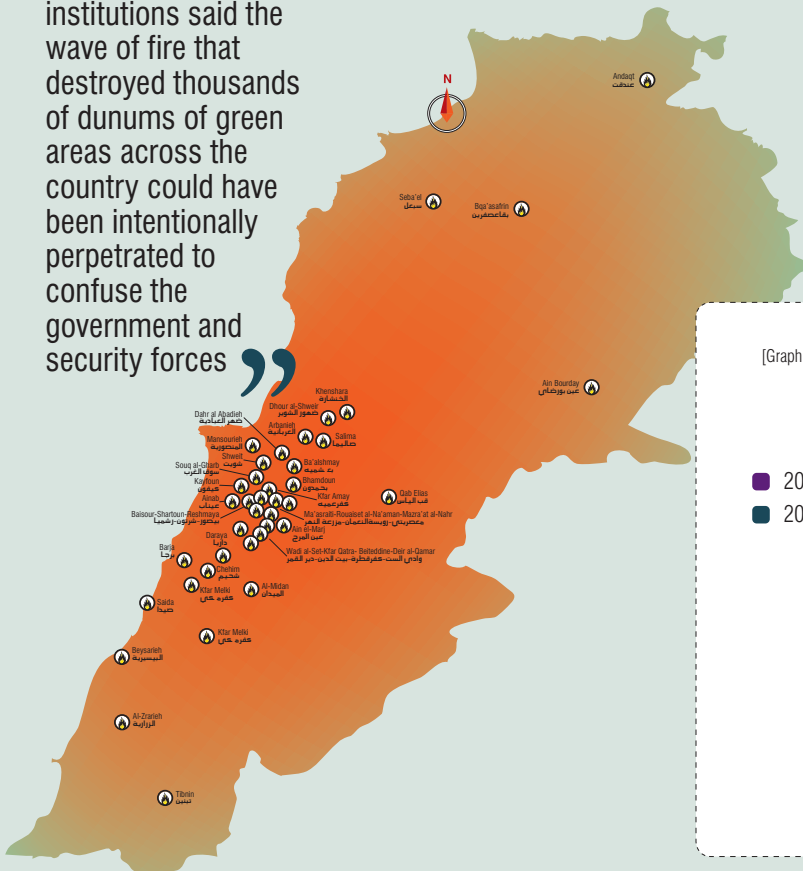 institutions said the
wave of fire that
destroyed thousands
of dunums of green
areas across the
country could have
been intentionally
perpetrated to
confuse the
government and
security forces ”
N
Andaqt
عندقت
Seba'el
سبعل
Bqa'asafrin
بقاعصفرين
[Graph
Ain Bourday
عين بورضاي
20
20
Khenshara
الخنشارة
Dhour al-Shweir
ضهور الشوير
Dahr al Abadieh
ضهر العبادية
Arbanieh
العربانية
Salima
صاليما
Mansourieh
المنصورية
Shweit
شويت
Ba'alshmay
Souq al-Gharb
سوق الغرب
Bhamdoun
بحمدون
Kayfoun
كيفون
Kfar Amay
كفرعميه
Qab Elias
قب الياس
Ainab
عيناب
Baisour-Shartoun-Reshmaya
بيصور-شرتون-رشميا
Ma'asratli-Rouaiset al-Na'aman-Mazra'at al-Nahr
معصريتي-رويسةالنعمان-مزرعة النهر
Ain el-Marj
عين المرج
Daraya
داريا
Wadi al-Set-Kfar Qatra- Beiteddine-Deir al-Qamar
وادي الست-كفرقطرة-بيت الدين-دير القمر
Barja
برجا
Chehim
شحيم
Kfar Melki
Al-Midan
الميدان
Saida
صيدا
Kfar Melki
Beysarieh
البيسرية
Al-Zrarieh
الزرارية
Tibnin
تبنين